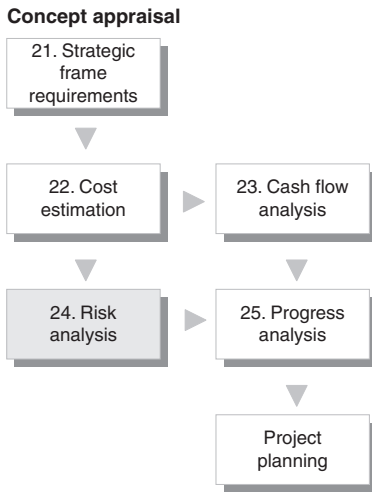 Concept appraisal
21. Strategic
frame
requirements
22. Cost
estimation
23. Cash flow
analysis
24. Risk
analysis
25. Progress
analysis
Project
planning